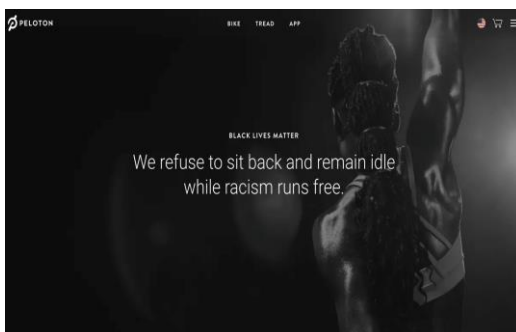 PELOTON
BIKE TREAD APP
BLACK LIVES MATTER
We refuse to sit back and remain idle
while racism runs free.